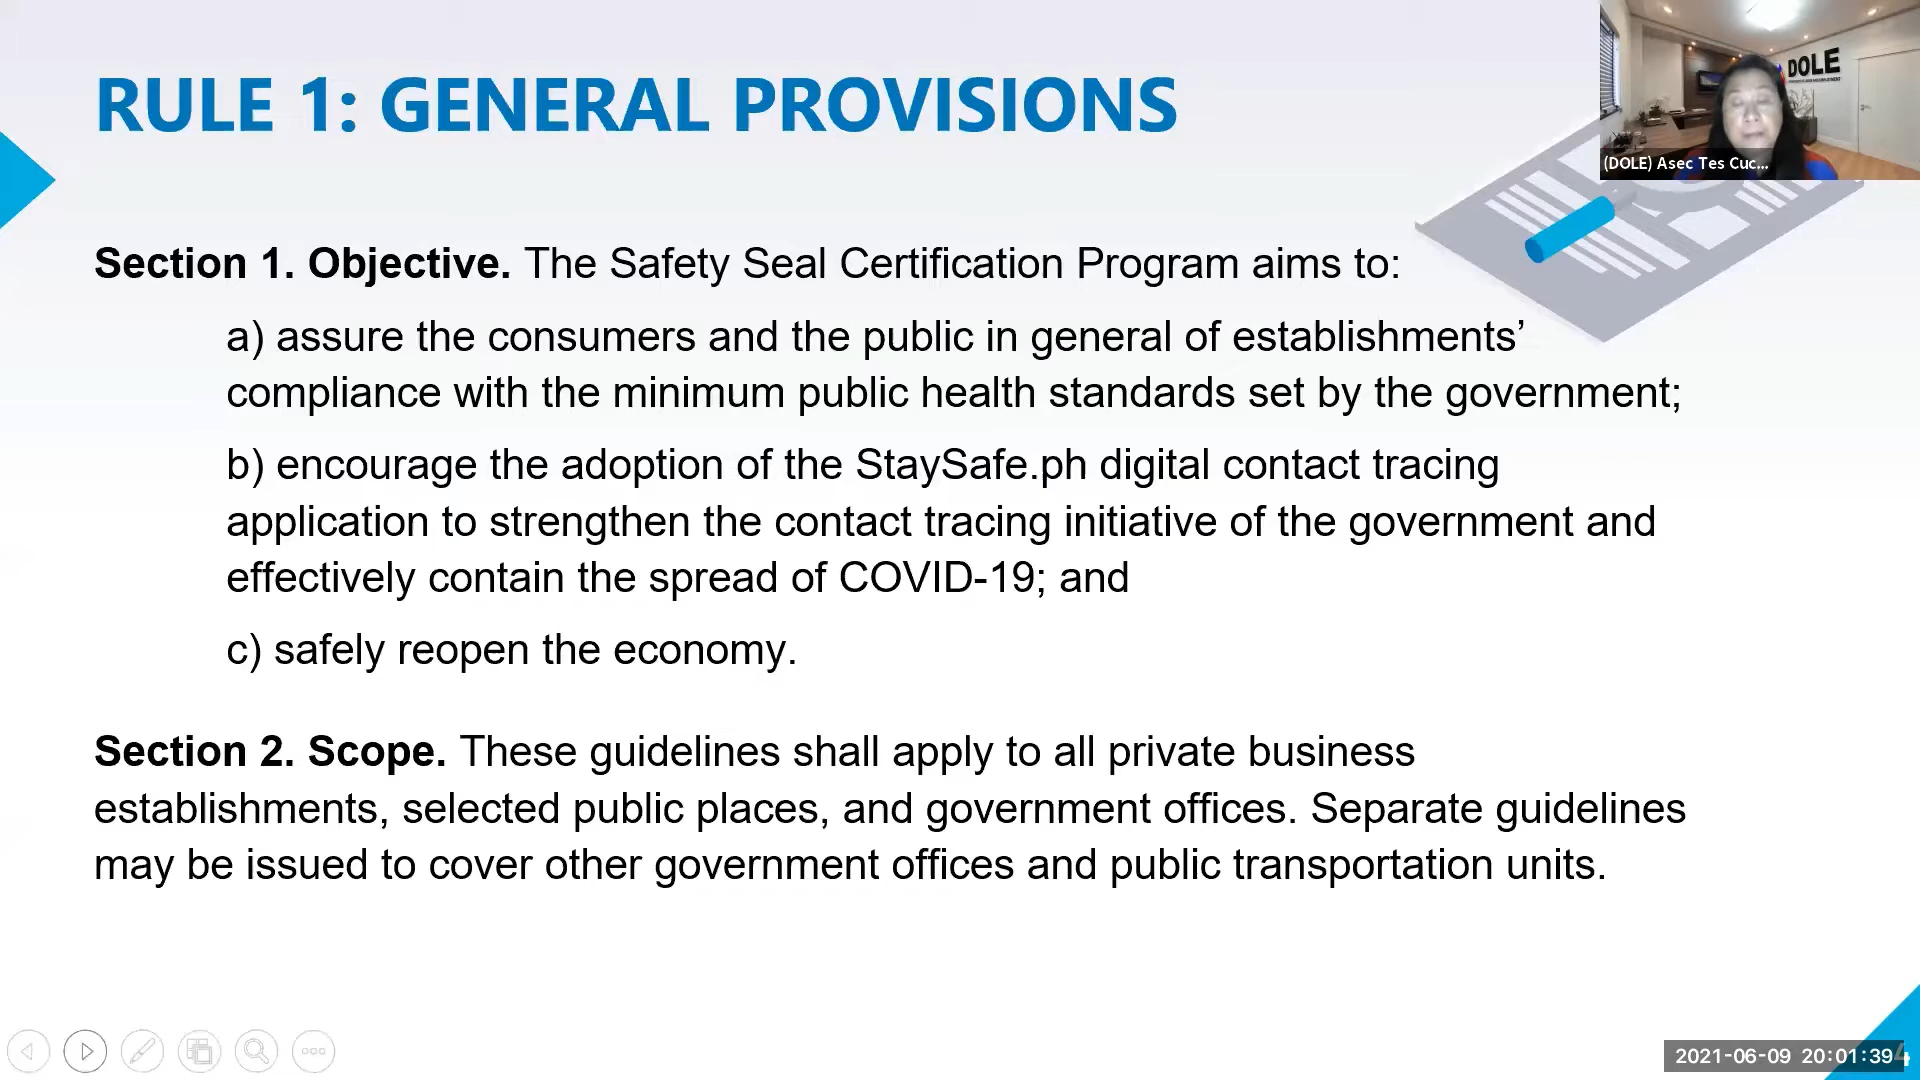 RULE 1: GENERAL PROVISIONS
DOLE
(DOLE) Asec Tes Cuc...
Section 1. Objective. The Safety Seal Certification Program aims to:
a) assure the consumers and the public in general of establishments’
compliance with the minimum public health standards set by the government;
b) encourage the adoption of the StaySafe.ph digital contact tracing
application to strengthen the contact tracing initiative of the government and
effectively contain the spread of COVID-19; and
c) safely reopen the economy.
Section 2. Scope. These guidelines shall apply to all private business
establishments, selected public places, and government offices. Separate guidelines
may be issued to cover other government offices and public transportation units.
2021-06-09 20:01:39
4